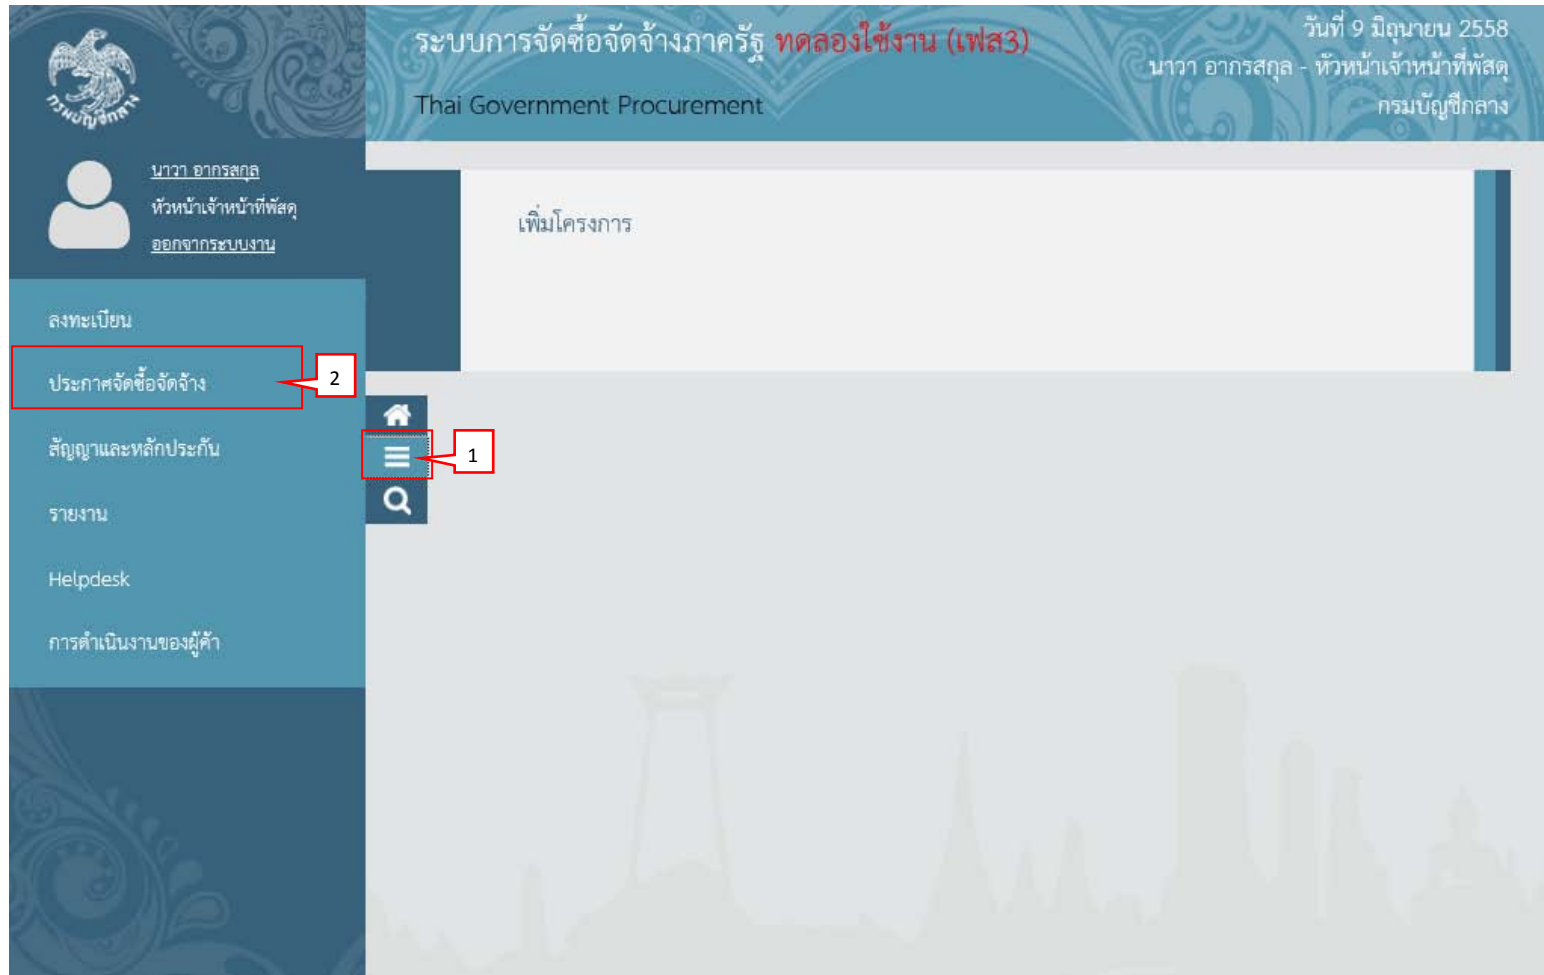 กรมบัญชีกลาง
ระบบการจัดซื้อจัดจ้างภาครัฐ ทดลองใช้งาน (เฟส3)
Thai Government Procurement
วันที่ 9 มิถุนายน 2558
นาวา อากรสกุล - หัวหน้าเจ้าหน้าที่พัสดุ
กรมบัญชีกลาง
นาวา อากรสกุล
หัวหน้าเจ้าหน้าที่พัสดุ
ออกจากระบบงาน
เพิ่มโครงการ
ลงทะเบียน
ประกาศจัดซื้อจัดจ้าง
2
สัญญาและหลักประกัน
1
รายงาน
Helpdesk
การดำเนินงานของผู้ค้า